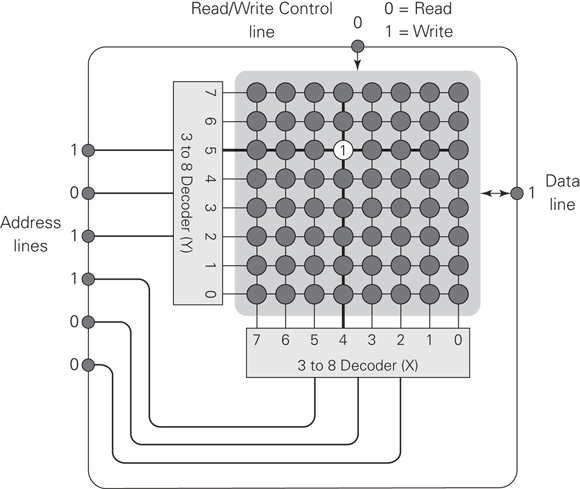 Read/Write Control
line
0
0 = Read
1 = Write
7
6
5
4
3
2
1
0
3 to 8 Decoder (Y)
1
Data
line
1
Address
lines
1
0
1
1
0
0
7 6 5 4 3 2 1 0
3 to 8 Decoder (X)